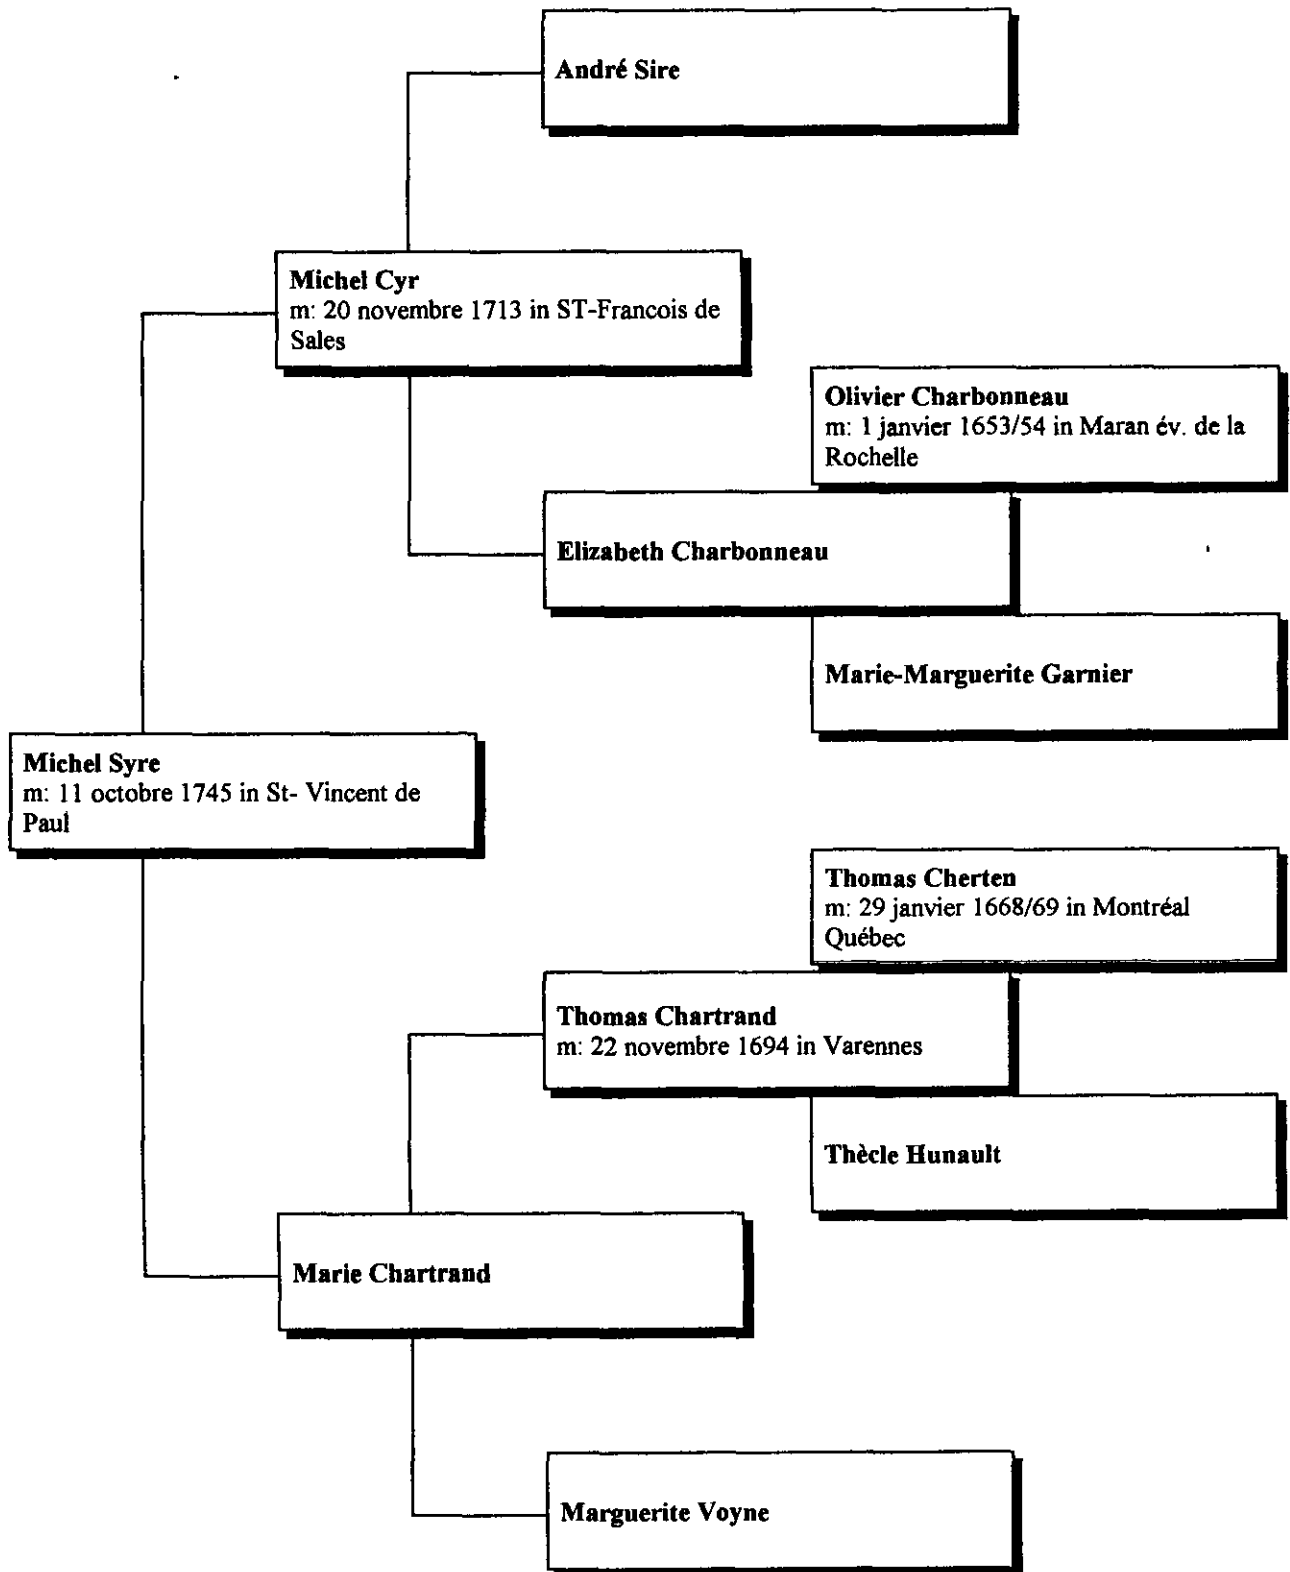 André Sire
Michel Cyr
m: 20 novembre 1713 in ST-Francois de
Sales
Olivier Charbonneau
m: 1 janvier 1653/54 in Maran év. de la
Rochelle
Elizabeth Charbonneau
Marie-Marguerite Garnier
Michel Syre
m: 11 octobre 1745 in St- Vincent de
Paul
Thomas Cherten
m: 29 janvier 1668/69 in Montréal
Québec
Thomas Chartrand
m: 22 novembre 1694 in Varennes
Thècle Hunault
Marie Chartrand
Marguerite Voyne